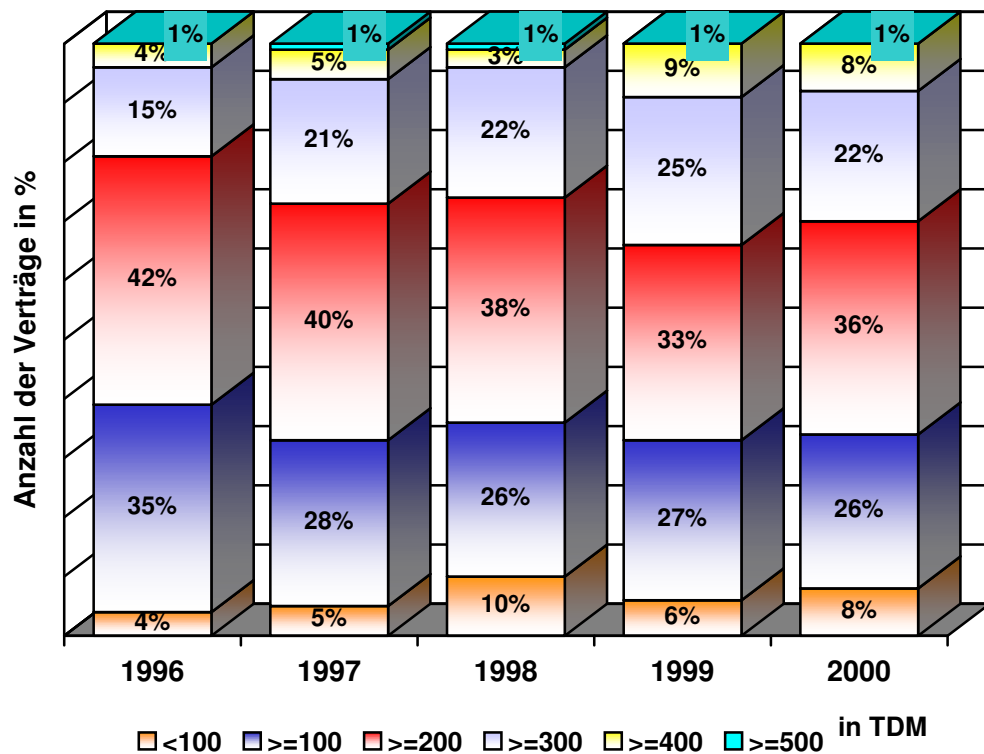 1% 1% 1% 1% 1%
4% 5% 3% 9% 8%
15% 21% 22% 25% 22%
42% 40% 38% 33% 36%
35% 28% 26% 27% 26%
4% 5% 10% 6% 8%
Anzahl der Verträge in %
1996 1997 1998 1999 2000
<100 >=100 >=200 >=300 >=400 >=500 in TDM